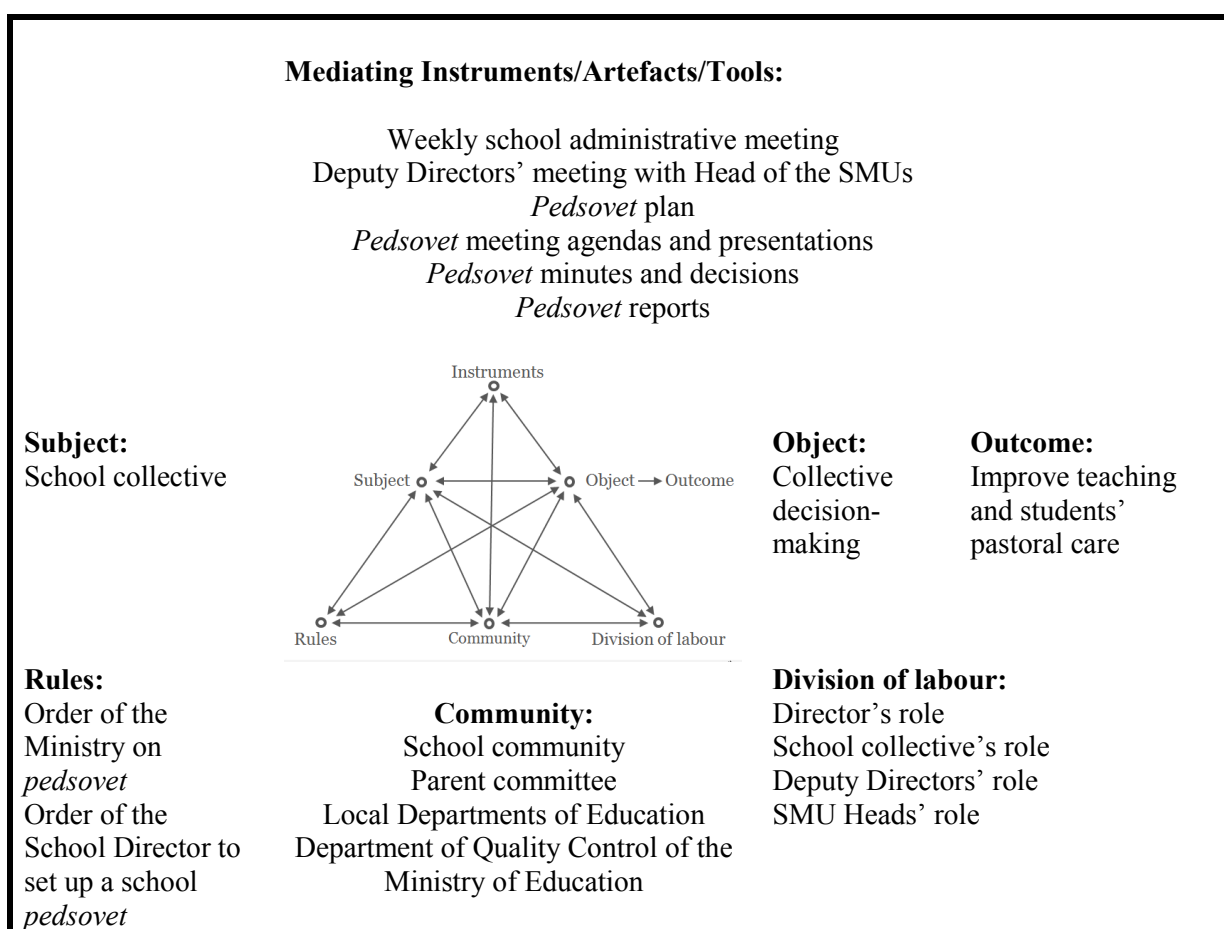 Mediating Instruments/Artefacts/Tools:
Weekly school administrative meeting
Deputy Directors’ meeting with Head of the SMUs
Pedsovet plan
Pedsovet meeting agendas and presentations
Pedsovet minutes and decisions
Pedsovet reports
Instruments
Subject:
School collective
Subject
Object → Outcome
Object:
Collective
decision-
making
Outcome:
Improve teaching
and students’
pastoral care
Rules
Community
Division of labour
Rules:
Order of the
Ministry on
pedsovet
Order of the
School Director to
set up a school
pedsovet
Community:
School community
Parent committee
Local Departments of Education
Department of Quality Control of the
Ministry of Education
Division of labour:
Director’s role
School collective’s role
Deputy Directors’ role
SMU Heads’ role